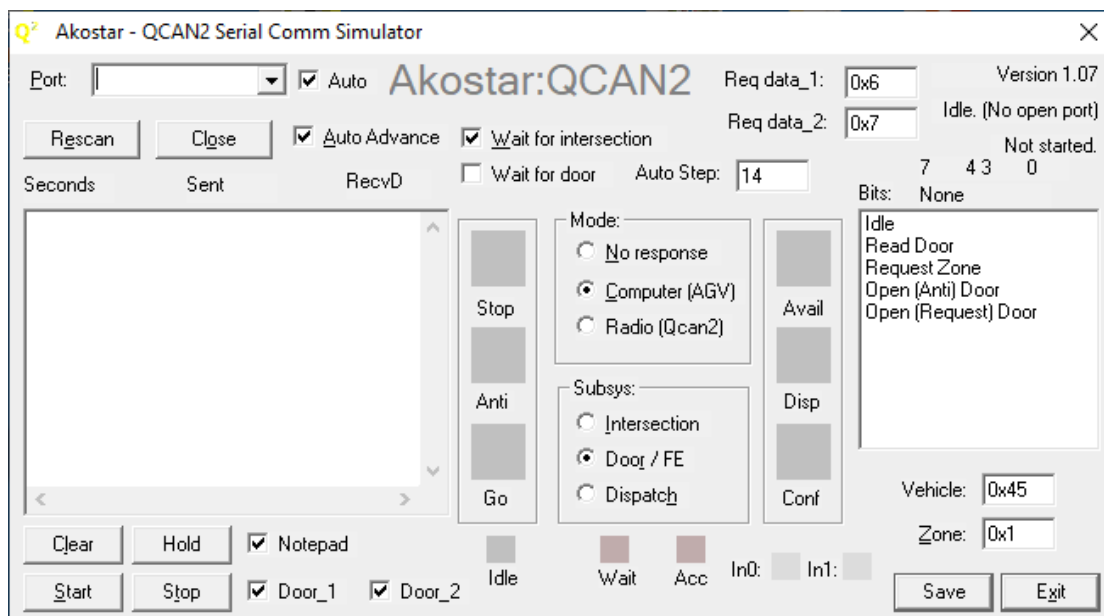 Akostar - QCAN2 Serial Comm Simulator
Port:
Auto
Akostar:QCAN2
Req data_1: 0x6
Version 1.07
Req data_2: 0x7
Idle. (No open port)
Rescan
Close
Auto Advance
Wait for intersection
Not started.
Seconds
Sent
RecvD
Wait for door
Auto Step: 14
7 4 3 0
Bits: None
Idle
Read Door
Request Zone
Open (Anti) Door
Open (Request) Door
Stop
Anti
Go
Mode:
No response
Computer (AGV)
Radio (Qcan2)
Subsys:
Intersection
Door / FE
Dispatch
Avail
Disp
Conf
Vehicle: 0x45
Zone: 0x1
Clear
Hold
Notepad
Start
Stop
Door_1
Door_2
Idle
Wait
Acc
In0:
In1:
Save
Exit